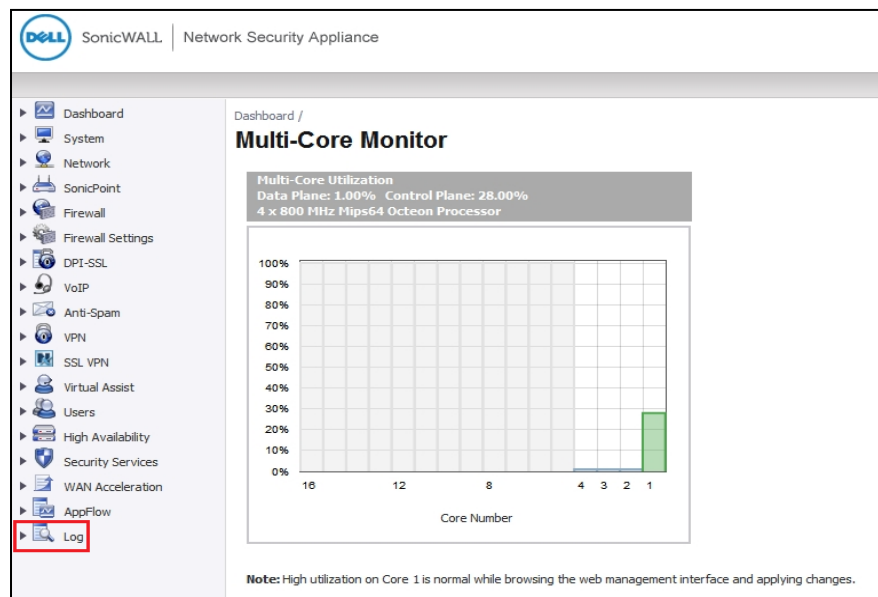 DELL SonicWALL Network Security Appliance
Dashboard
System
Network
SonicPoint
Firewall
Firewall Settings
DPI-SSL
VoIP
Anti-Spam
VPN
SSL VPN
Virtual Assist
Users
High Availability
Security Services
WAN Acceleration
AppFlow
Log
Dashboard /
Multi-Core Monitor
Multi-Core Utilization
Data Plane: 1.00% Control Plane: 28.00%
4 x 800 MHz Mips64 Octeon Processor
100%
90%
80%
70%
60%
50%
40%
30%
20%
10%
0%
16 12 8 4 3 2 1
Core Number
Note: High utilization on Core 1 is normal while browsing the web management interface and applying changes.